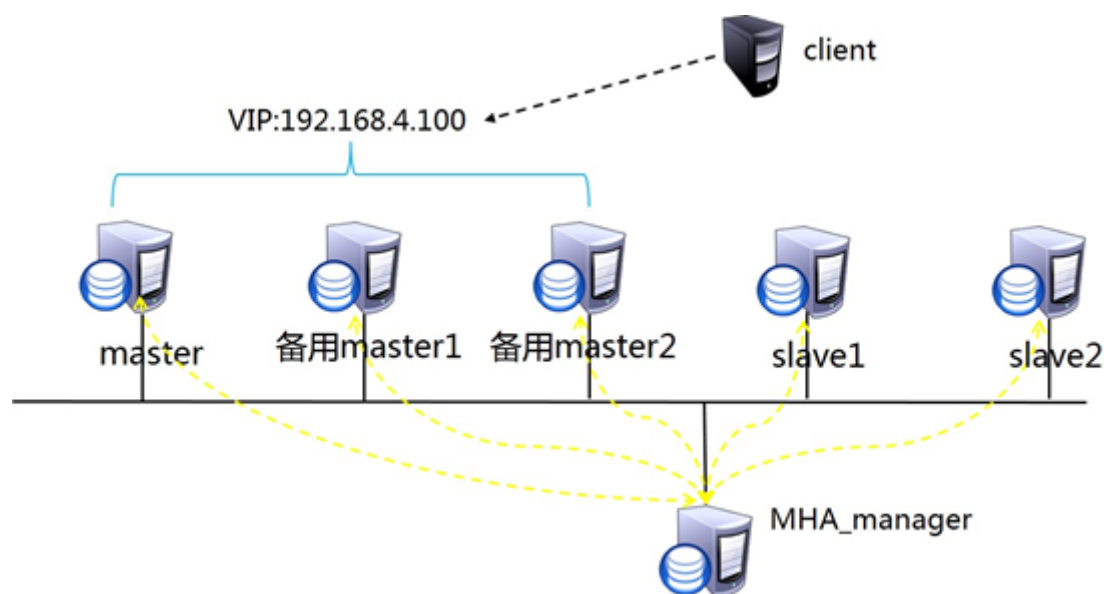 client
VIP:192.168.4.100
master
备用master1
备用master2
slave1
slave2
MHA_manager